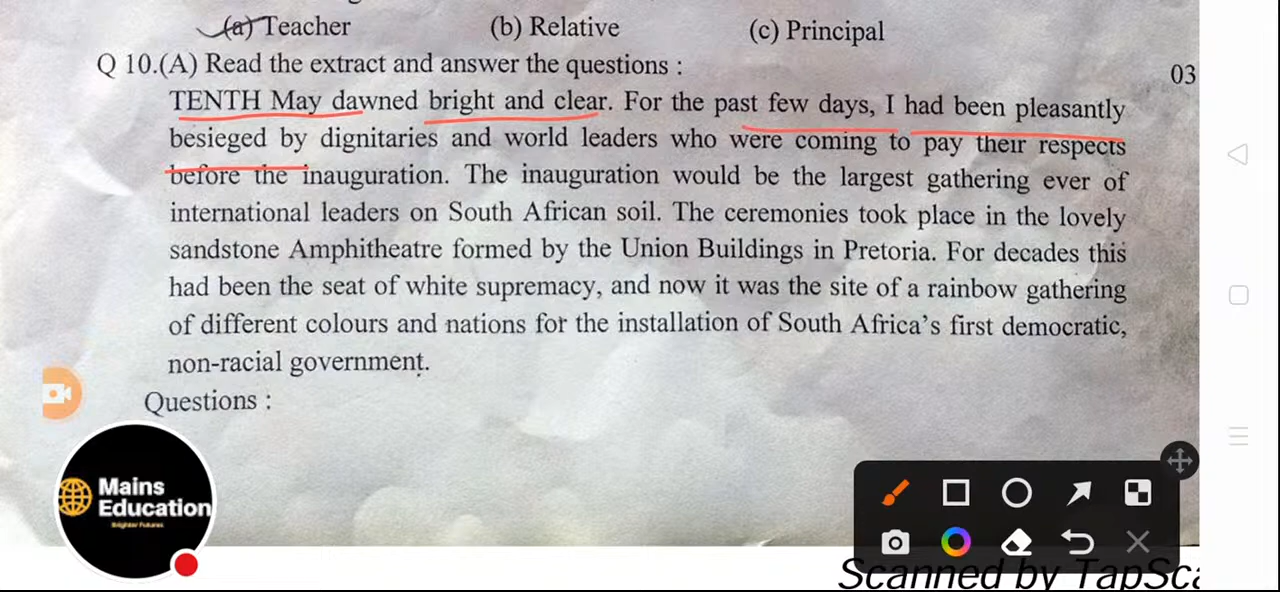 (a) Teacher (b) Relative (c) Principal
Q 10.(A) Read the extract and answer the questions :
03
TENTH May dawned bright and clear. For the past few days, I had been pleasantly
besieged by dignitaries and world leaders who were coming to pay their respects
before the inauguration. The inauguration would be the largest gathering ever of
international leaders on South African soil. The ceremonies took place in the lovely
sandstone Amphitheatre formed by the Union Buildings in Pretoria. For decades this
had been the seat of white supremacy, and now it was the site of a rainbow gathering
of different colours and nations for the installation of South Africa's first democratic,
non-racial government.
Questions :
Mains
Education
Brighter Futures
Scanned by TapSca